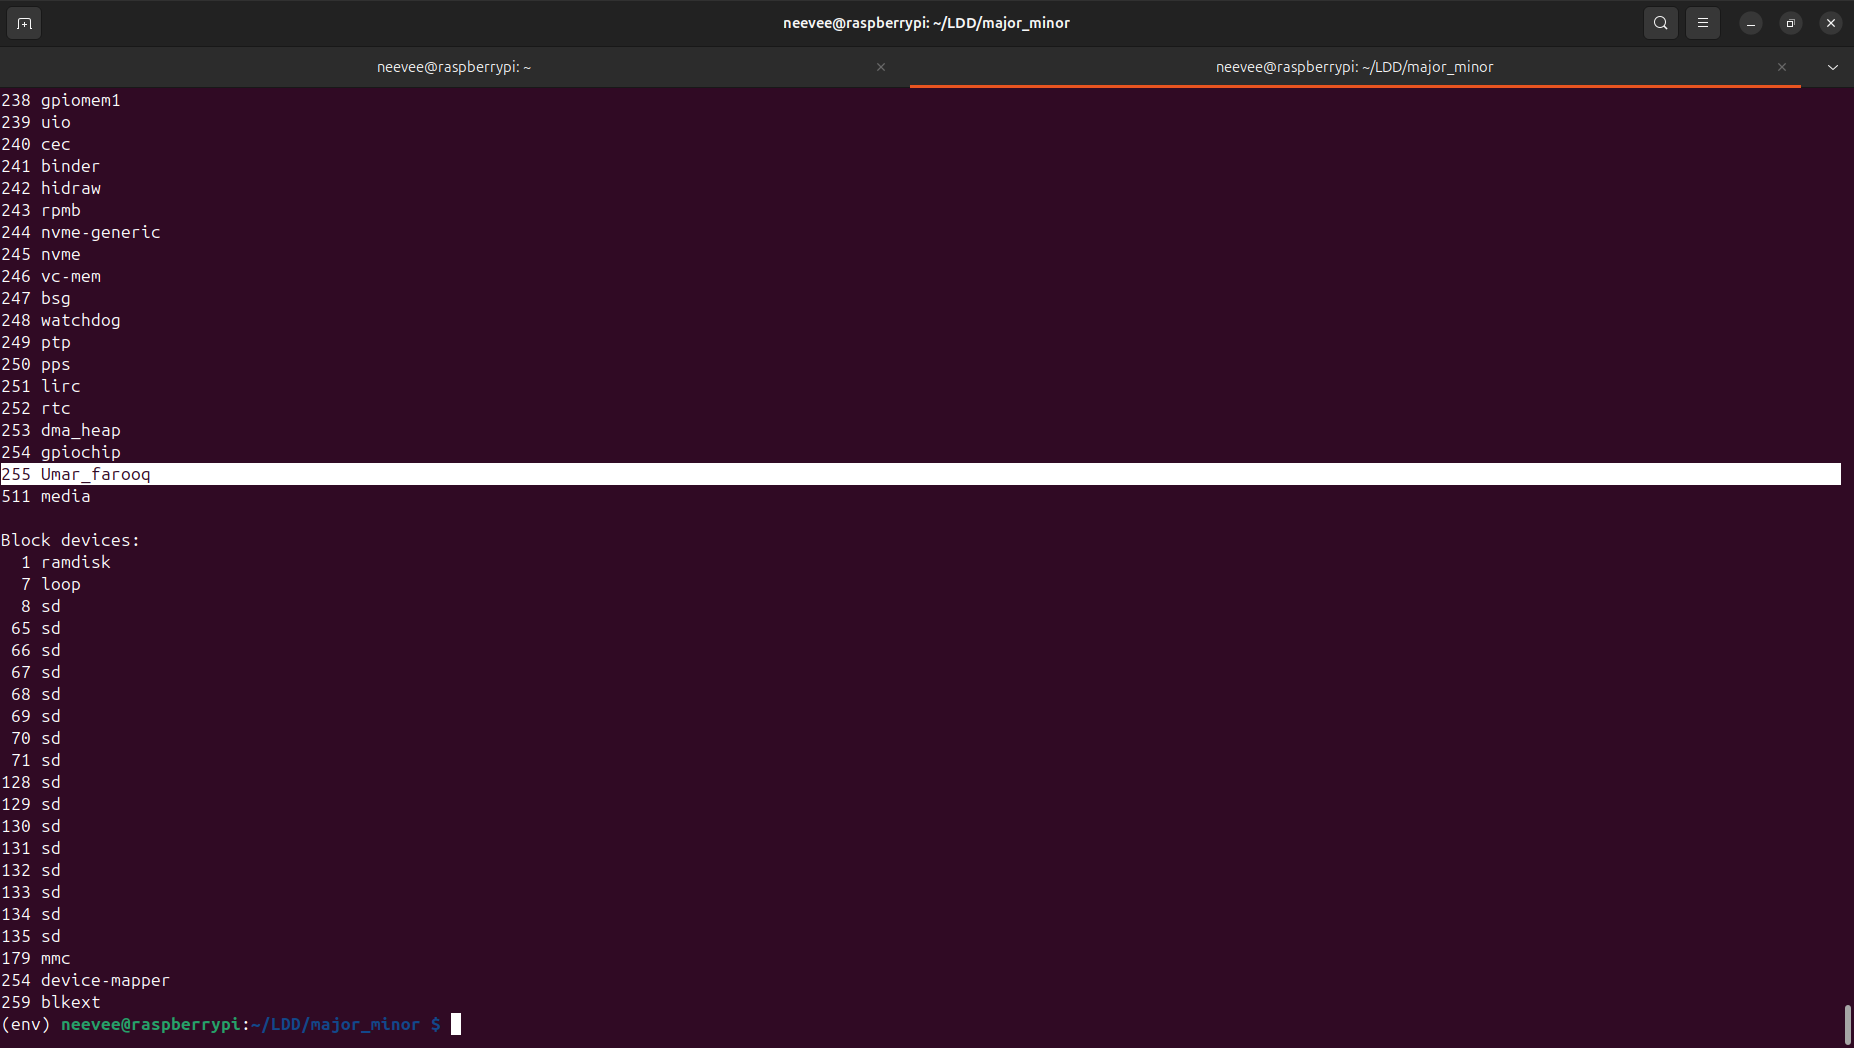 neevee@raspberrypi: ~/LDD/major_minor
neevee@raspberrypi: ~
neevee@raspberrypi: ~/LDD/major_minor
238 gpiomem1
239 uio
240 cec
241 binder
242 hidraw
243 rpmb
244 nvme-generic
245 nvme
246 vc-mem
247 bsg
248 watchdog
249 ptp
250 pps
251 lirc
252 rtc
253 dma_heap
254 gpiochip
255 Umar_farooq
511 media
Block devices:
1 ramdisk
7 loop
8 sd
65 sd
66 sd
67 sd
68 sd
69 sd
70 sd
71 sd
128 sd
129 sd
130 sd
131 sd
132 sd
133 sd
134 sd
135 sd
179 mmc
254 device-mapper
259 blkext
(env) neevee@raspberrypi:~/LDD/major_minor $